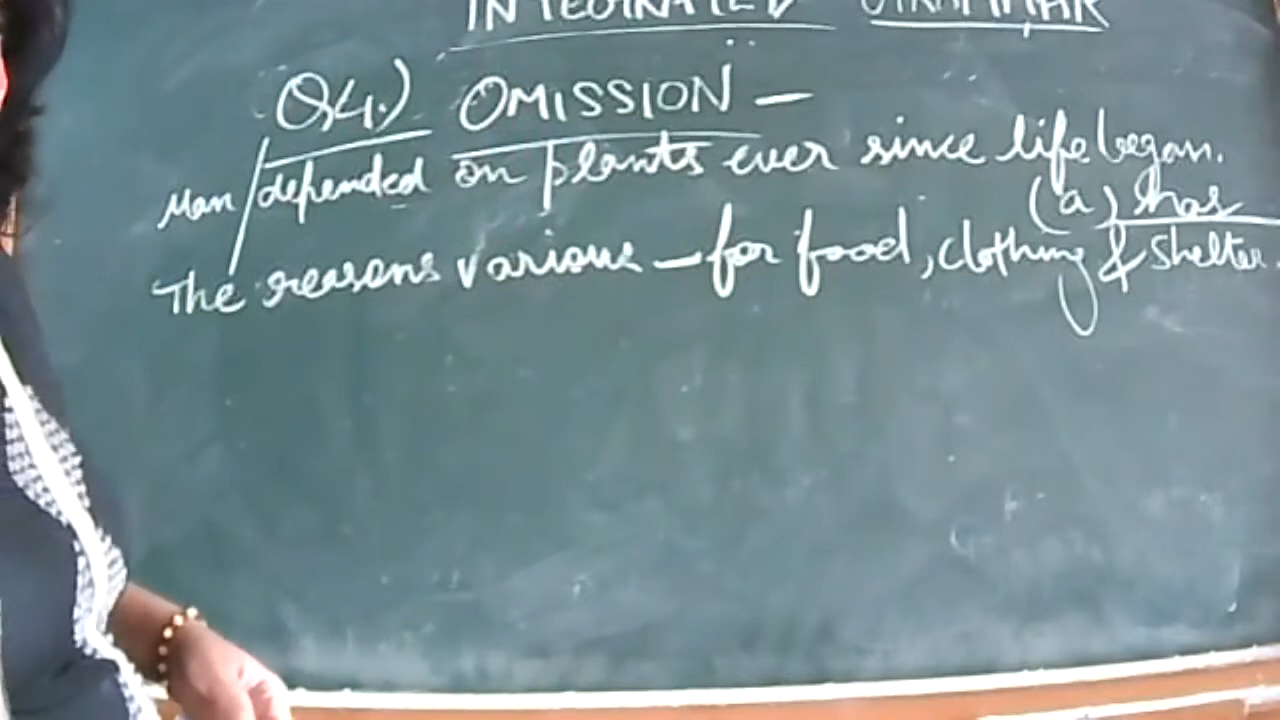 INTEGRATED GRAMMAR
Q4.) OMISSION —
Man / depended on plants ever since life began.
(a) has
The reasons various — for food, clothing & shelter.